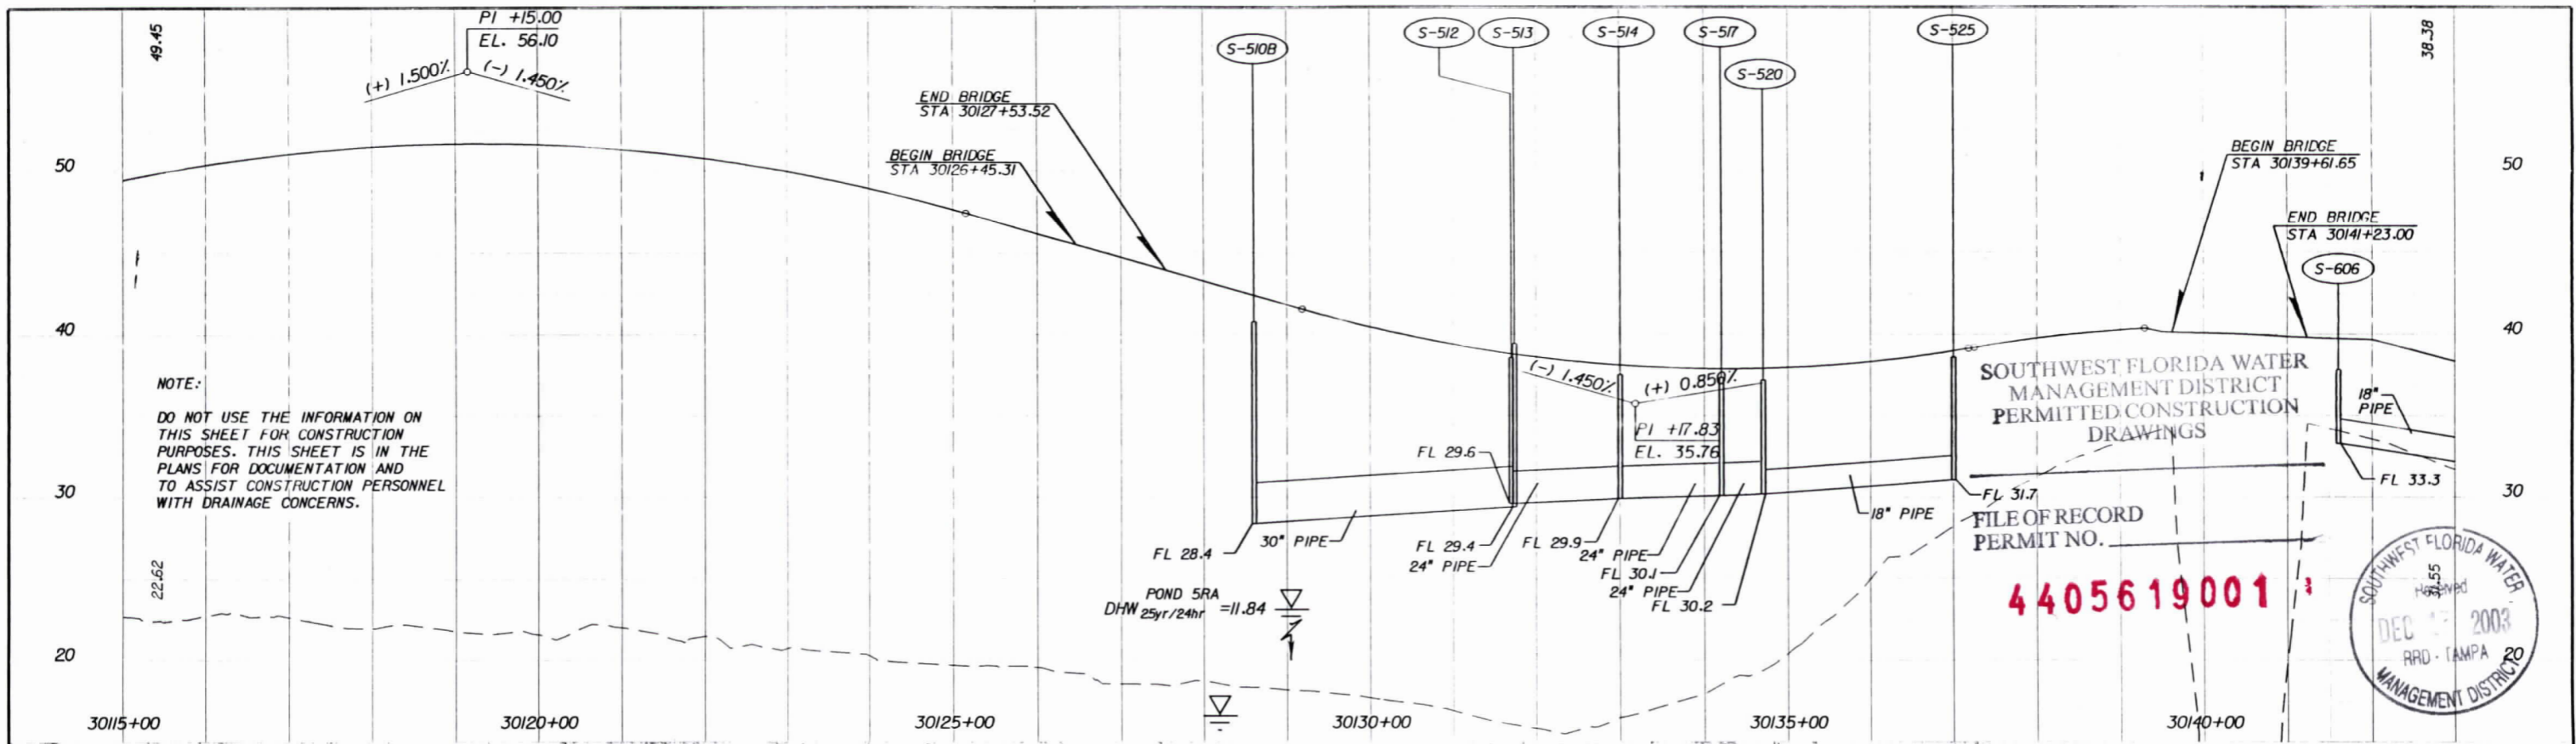 49.45
PI +15.00
EL. 56.10
(+) 1.500%
(-) 1.450%
S-510B
S-512
S-513
S-514
S-517
S-520
S-525
38.38
END BRIDGE
STA 30127+53.52
BEGIN BRIDGE
STA 30126+45.31
BEGIN BRIDGE
STA 30139+61.65
END BRIDGE
STA 30141+23.00
S-606
50
50
40
40
30
30
20
20
NOTE:
DO NOT USE THE INFORMATION ON
THIS SHEET FOR CONSTRUCTION
PURPOSES. THIS SHEET IS IN THE
PLANS FOR DOCUMENTATION AND
TO ASSIST CONSTRUCTION PERSONNEL
WITH DRAINAGE CONCERNS.
(-) 1.450%
(+) 0.850%
PI +17.83
EL. 35.76
SOUTHWEST FLORIDA WATER
MANAGEMENT DISTRICT
PERMITTED CONSTRUCTION
DRAWINGS
18" PIPE
FL 33.3
FL 29.6
FL 31.7
18" PIPE
FILE OF RECORD
PERMIT NO.
44056 19001
FL 28.4
30" PIPE
FL 29.4
24" PIPE
FL 29.9
24" PIPE
FL 30.1
24" PIPE
FL 30.2
22.62
POND 5RA
DHW 25yr/24hr =11.84
SOUTHWEST FLORIDA WATER
Received
DEC 2003
RRD - TAMPA
MANAGEMENT DISTRICT
30115+00
30120+00
30125+00
30130+00
30135+00
30140+00